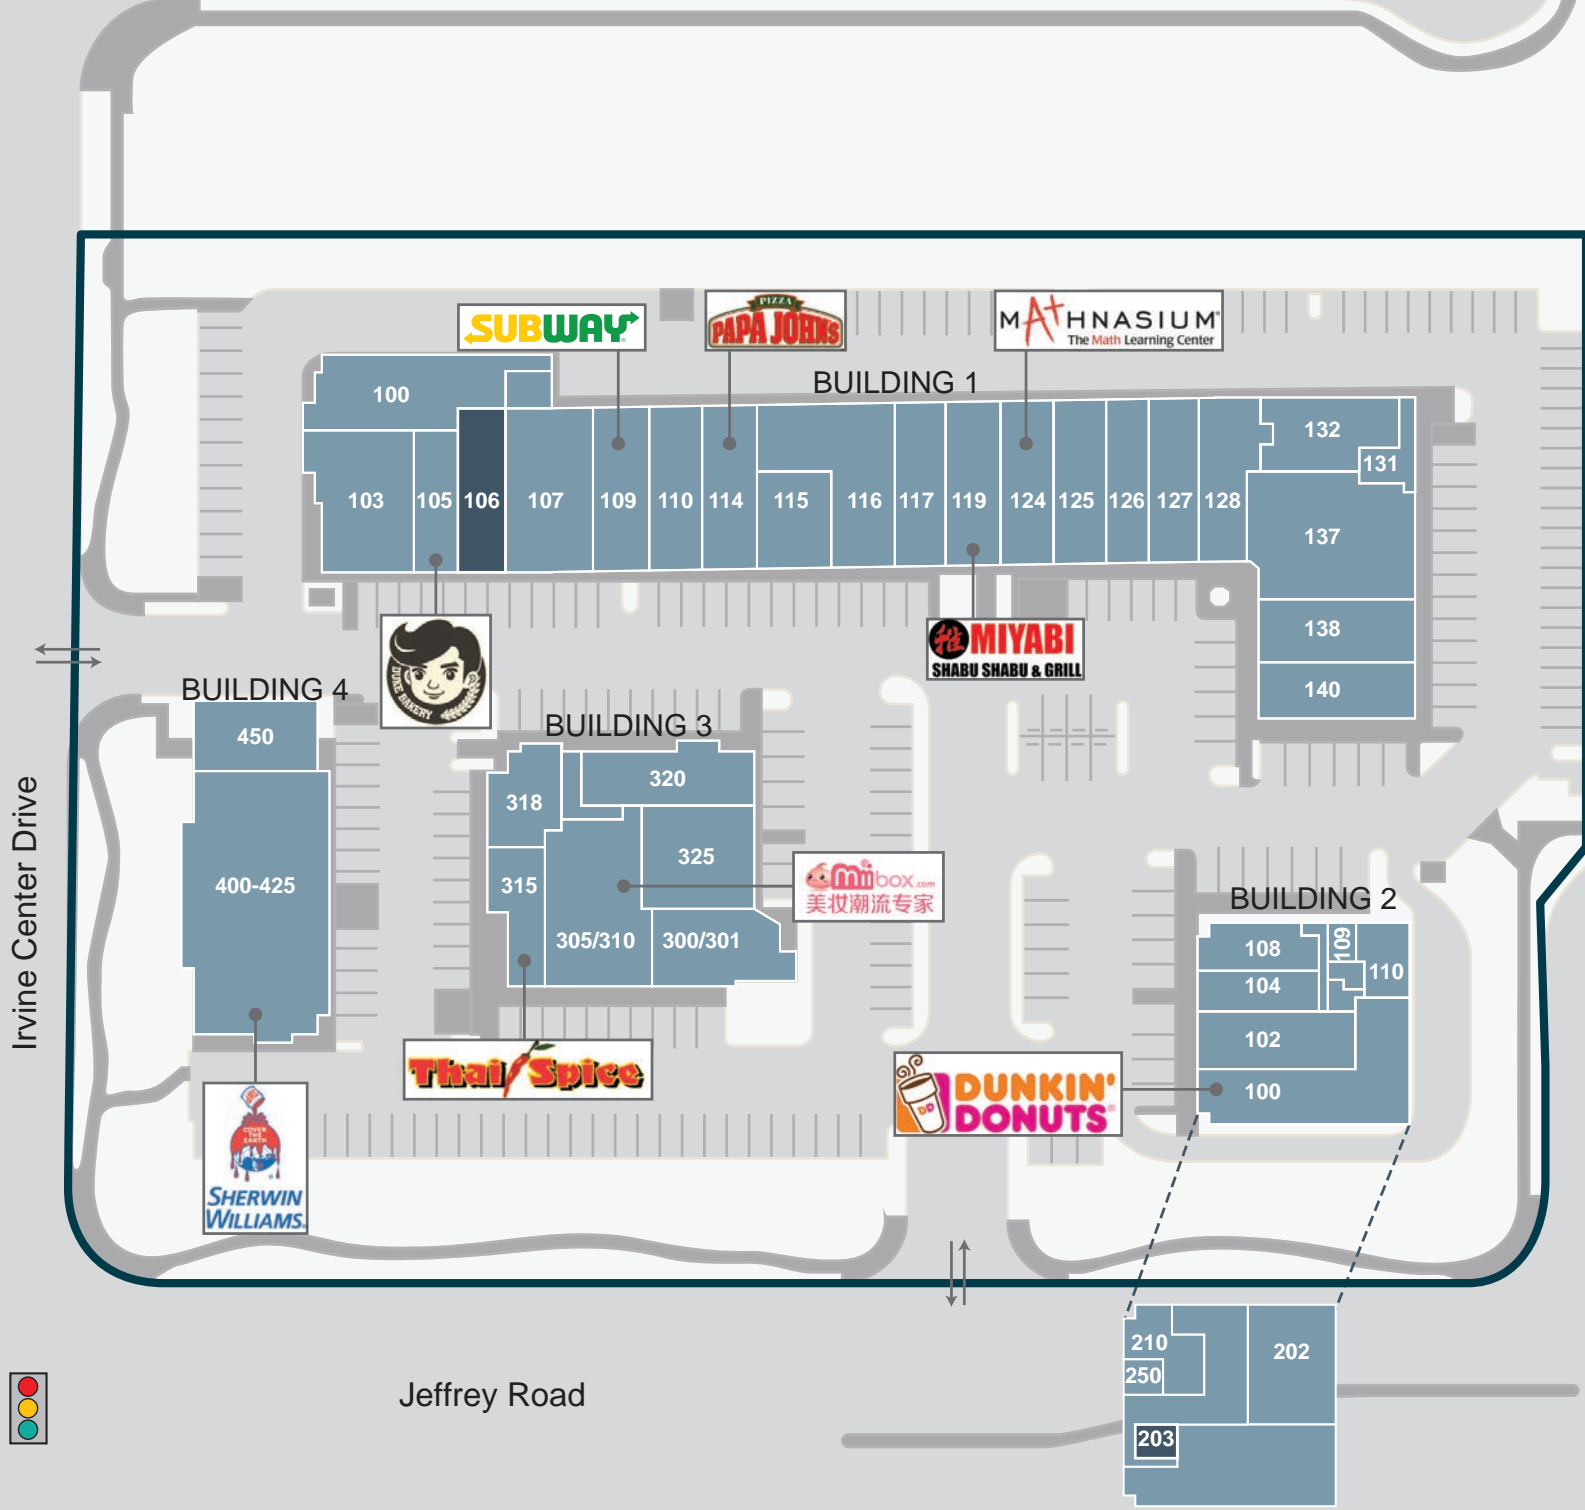 SUBWAY
PIZZA
PAPA JOHNS
MATHNASIUM
The Math Learning Center
BUILDING 1
100
103
105
106
107
109
110
114
115
116
117
119
124
125
126
127
128
132
131
137
138
140
DUKE BAKERY
雅 MIYABI
SHABU SHABU & GRILL
BUILDING 4
450
400-425
BUILDING 3
318
320
325
315
305/310
300/301
miibox.com
美妆潮流专家
BUILDING 2
108
109
110
104
102
100
Thai Spice
DD
DUNKIN'
DONUTS
COVER
THE
EARTH
SHERWIN
WILLIAMS.
Irvine Center Drive
Jeffrey Road
210
202
250
203